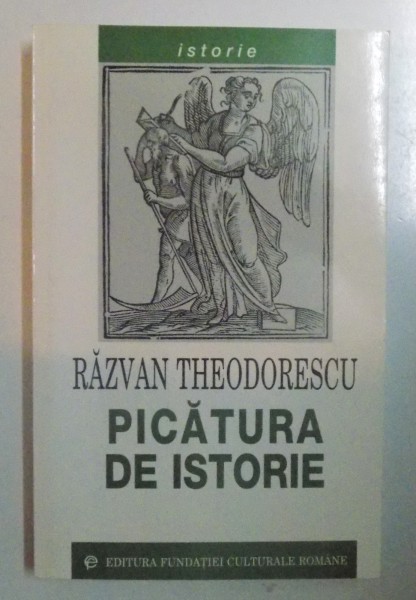 istorie
RĂZVAN THEODORESCU
PICĂTURA
DE ISTORIE
EDITURA FUNDAȚIEI CULTURALE ROMÂNE